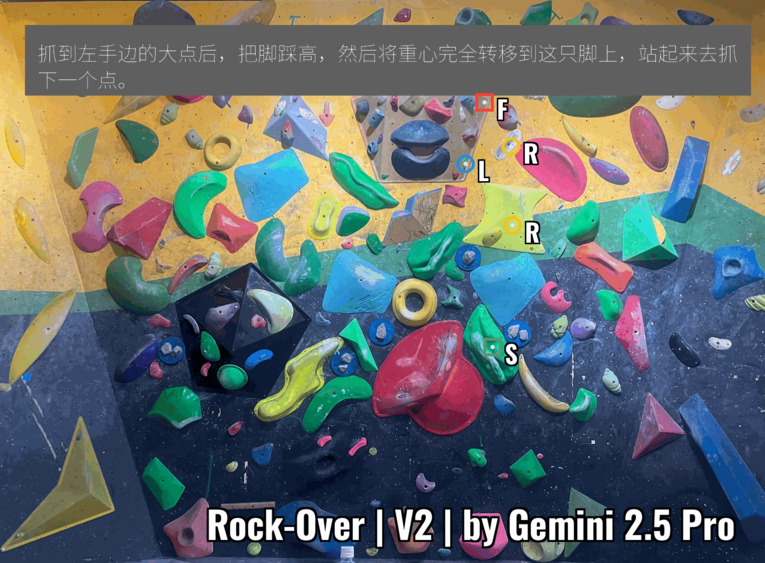 抓到左手边的大点后，把脚踩高，然后将重心完全转移到这只脚上，站起来去抓
下一个点。
F
R
L
R
S
Rock-Over | V2 | by Gemini 2.5 Pro